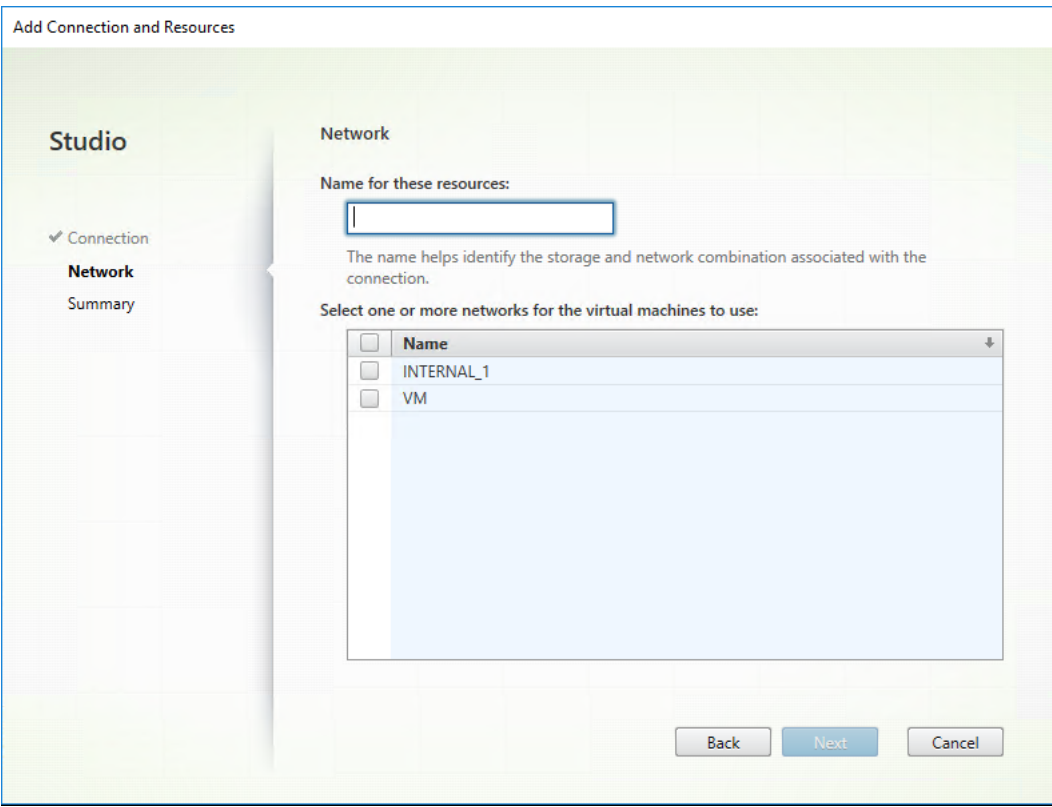 Add Connection and Resources
Studio
Connection
Network
Summary
Network
Name for these resources:
The name helps identify the storage and network combination associated with the
connection.
Select one or more networks for the virtual machines to use:
Name
INTERNAL_1
VM
Back
Next
Cancel